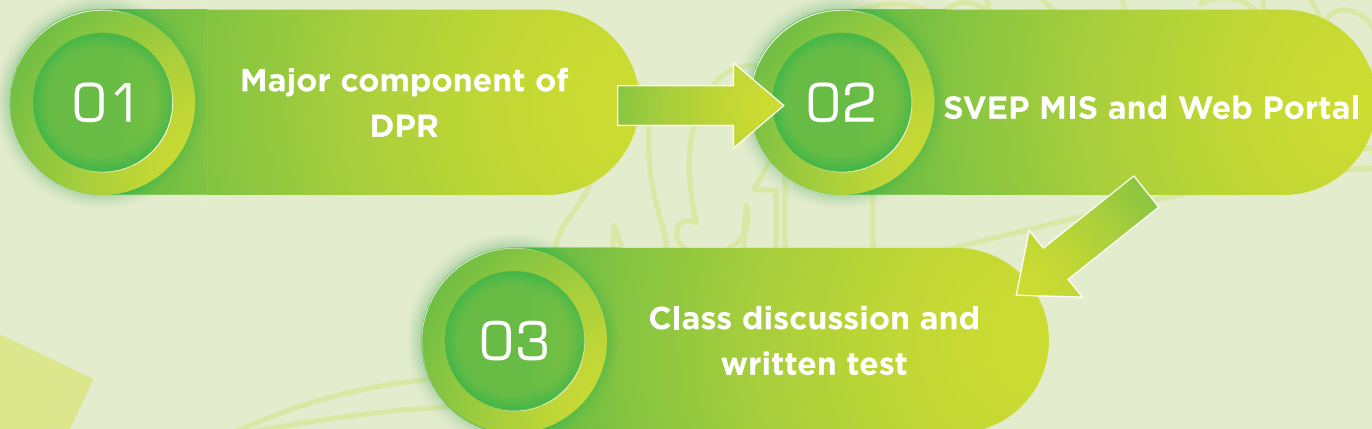 01
Major component of
DPR
02
SVEP MIS and Web Portal
03
Class discussion and
written test